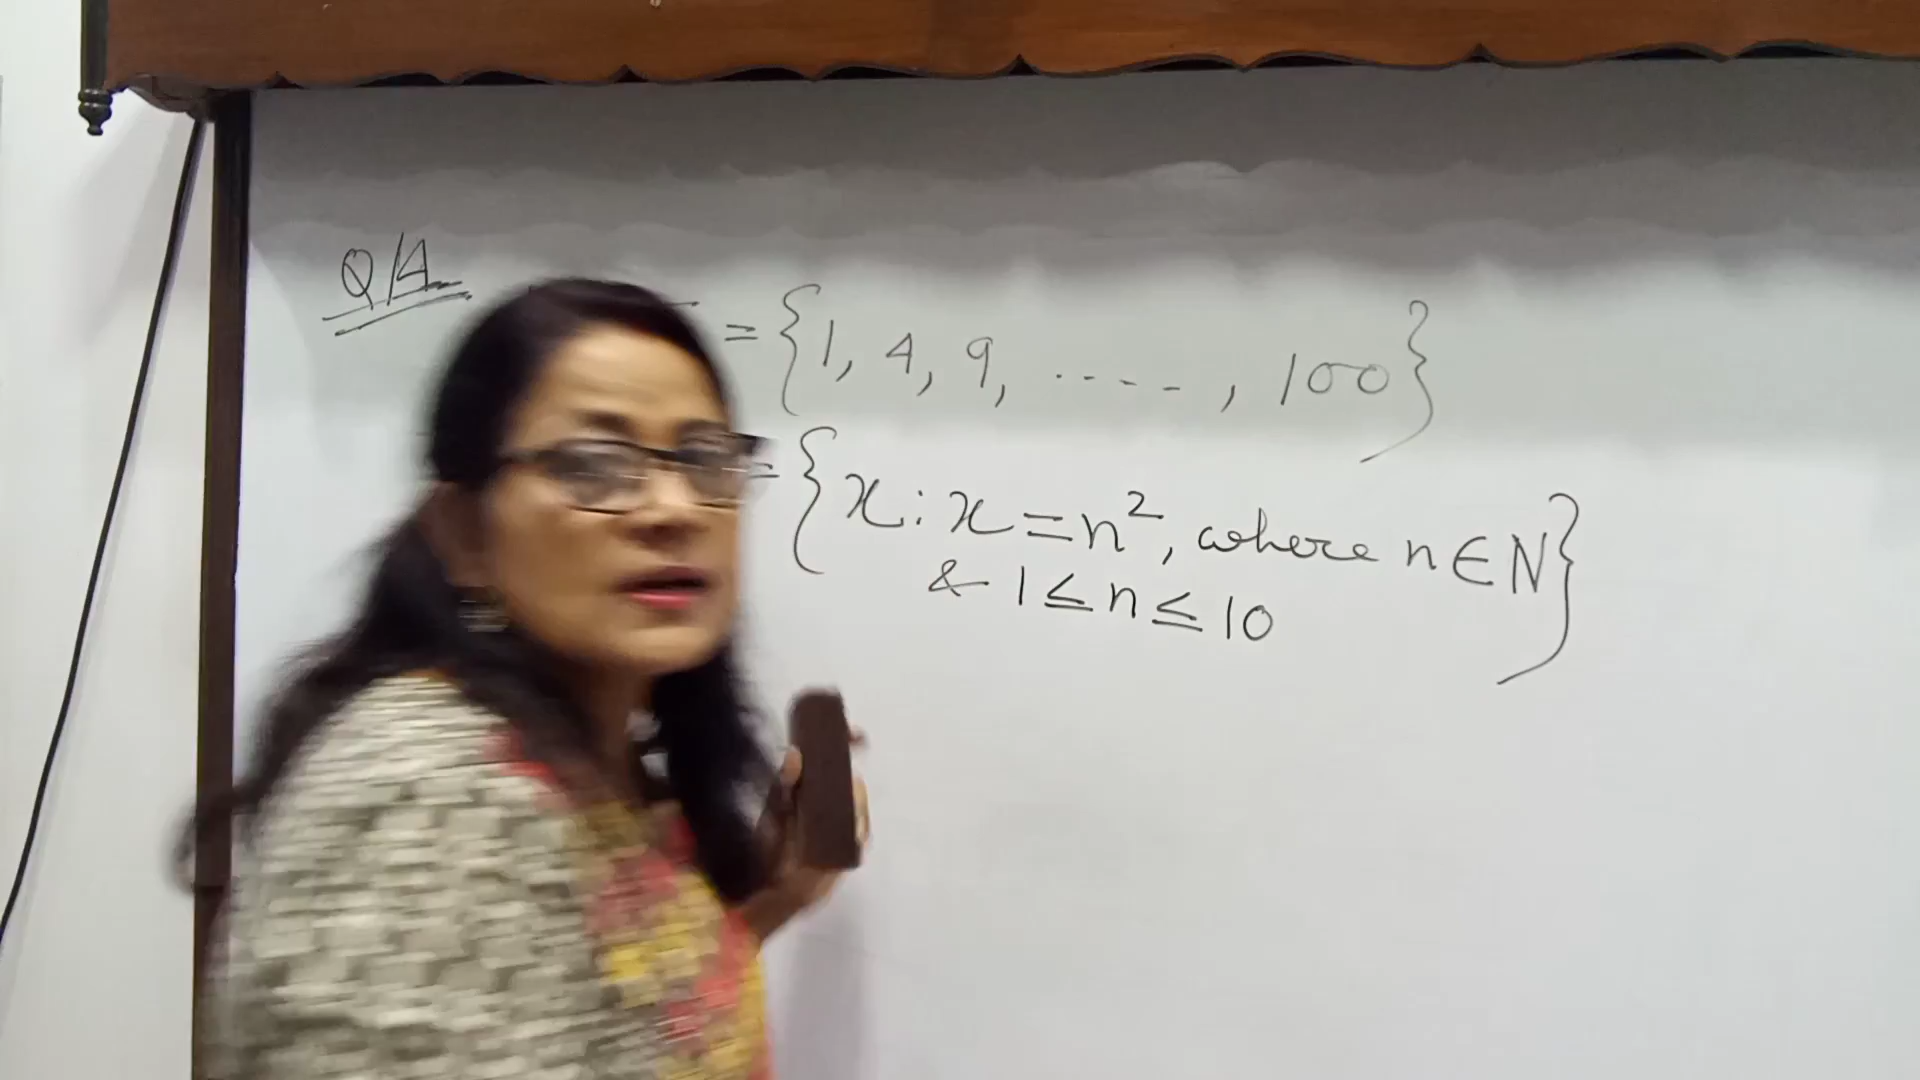 Q/4
= {1, 4, 9, ....., 100}
= {x : x = n², where n ∈ N}
& 1 ≤ n ≤ 10